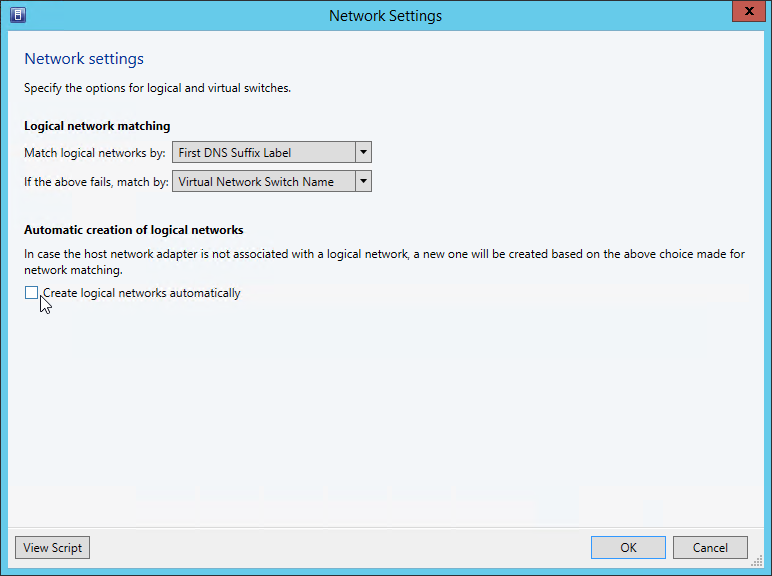 Network Settings
Network settings
Specify the options for logical and virtual switches.
Logical network matching
Match logical networks by: First DNS Suffix Label
If the above fails, match by: Virtual Network Switch Name
Automatic creation of logical networks
In case the host network adapter is not associated with a logical network, a new one will be created based on the above choice made for
network matching.
Create logical networks automatically
View Script OK Cancel